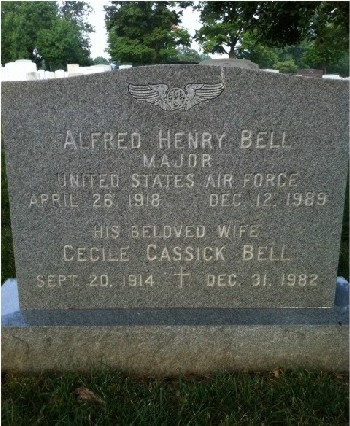 ALFRED HENRY BELL
MAJOR
UNITED STATES AIR FORCE
APRIL 28 1918 DEC. 12, 1989
HIS BELOVED WIFE
CECILE CASSICK BELL
SEPT. 20, 1914 DEC. 31, 1982